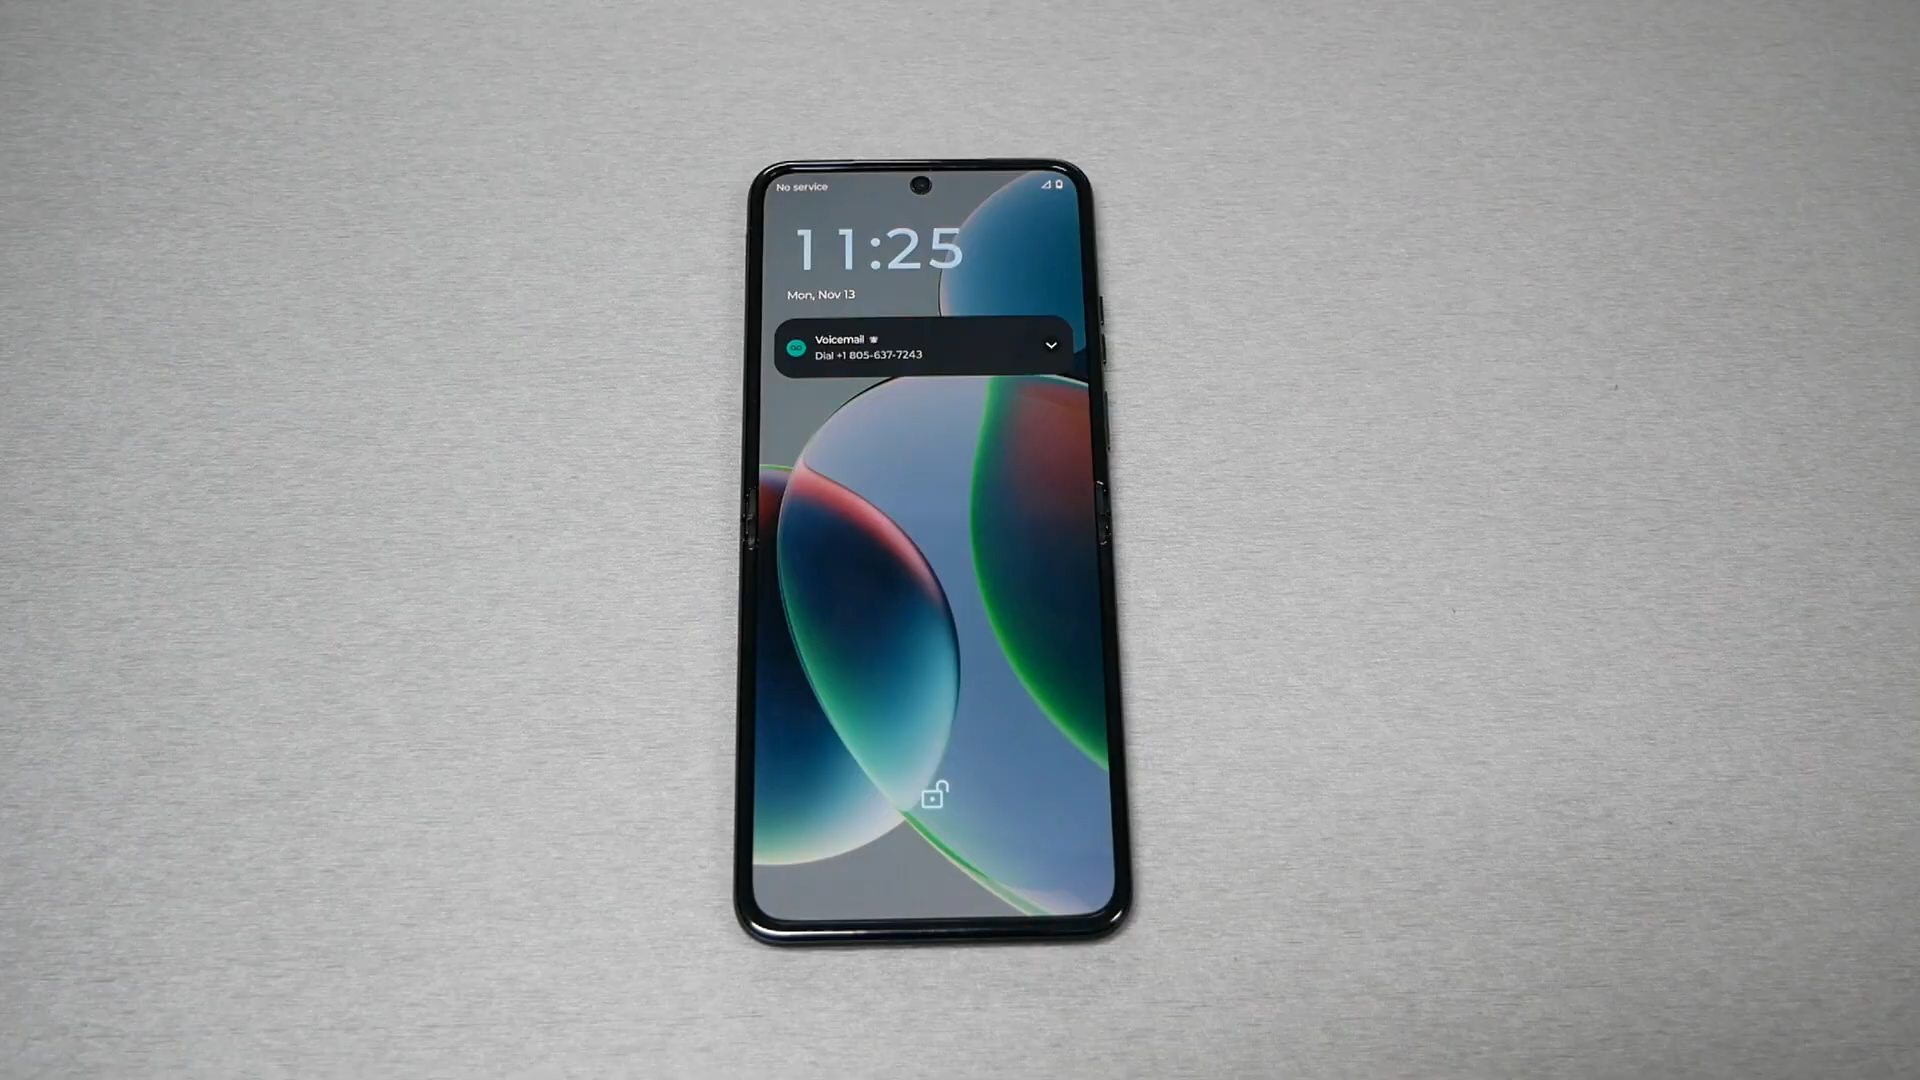 No service
11:25
Mon, Nov 13
Voicemail
Dial +1 805-637-7243